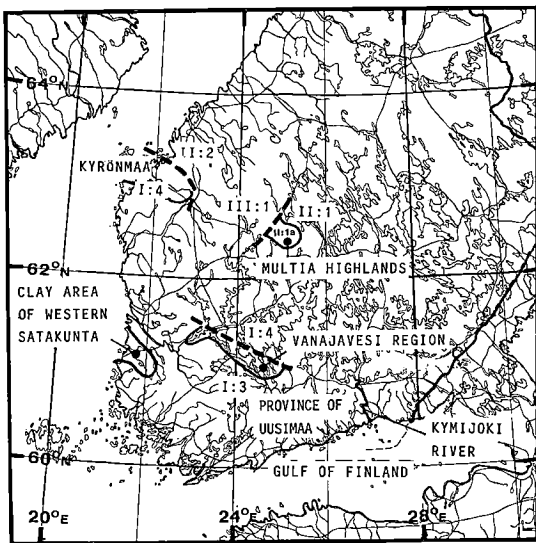 64°N
KYRÖNMAA
II:2
I:4
III:1
II:1
II:1a
62°N
MULTIA HIGHLANDS
CLAY AREA
OF WESTERN
SATAKUNTA
I:4
VANAJAVESI REGION
I:3
PROVINCE OF
UUSIMAA
KYMIJOKI
RIVER
60°N
GULF OF FINLAND
20°E
24°E
28°E